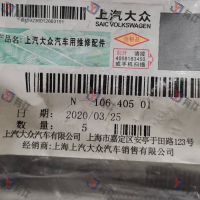 上汽大众
SAIC VOLKSWAGEN
产品名称：上汽大众汽车用维修配件
N 106 405 01
日期： 2020/03/25
数量： 5
上汽大众汽车有限公司 上海市嘉定区安亭于田路123号
经销商：上海上汽大众汽车销售有限公司